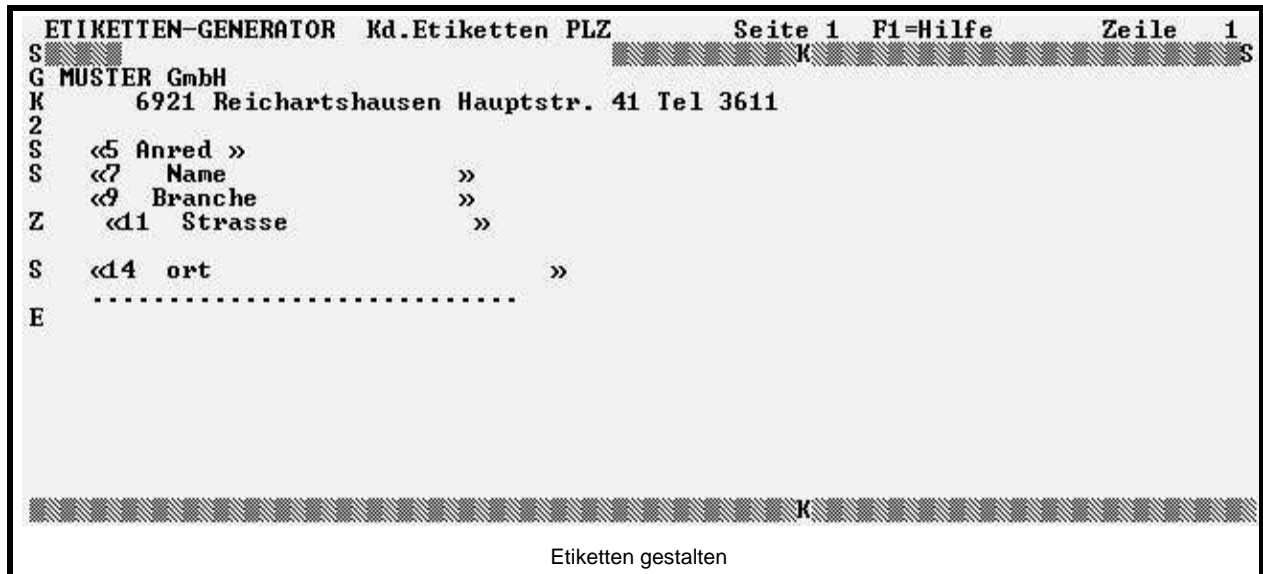 ETIKETTEN-GENERATOR Kd.Etiketten PLZ Seite 1 F1=Hilfe Zeile 1
S K S
G MUSTER GmbH
K 6921 Reichartshausen Hauptstr. 41 Tel 3611
2
S «5 Anred »
S «7 Name »
«9 Branche »
Z «11 Strasse »
S «14 ort »
............................
E
K
Etiketten gestalten